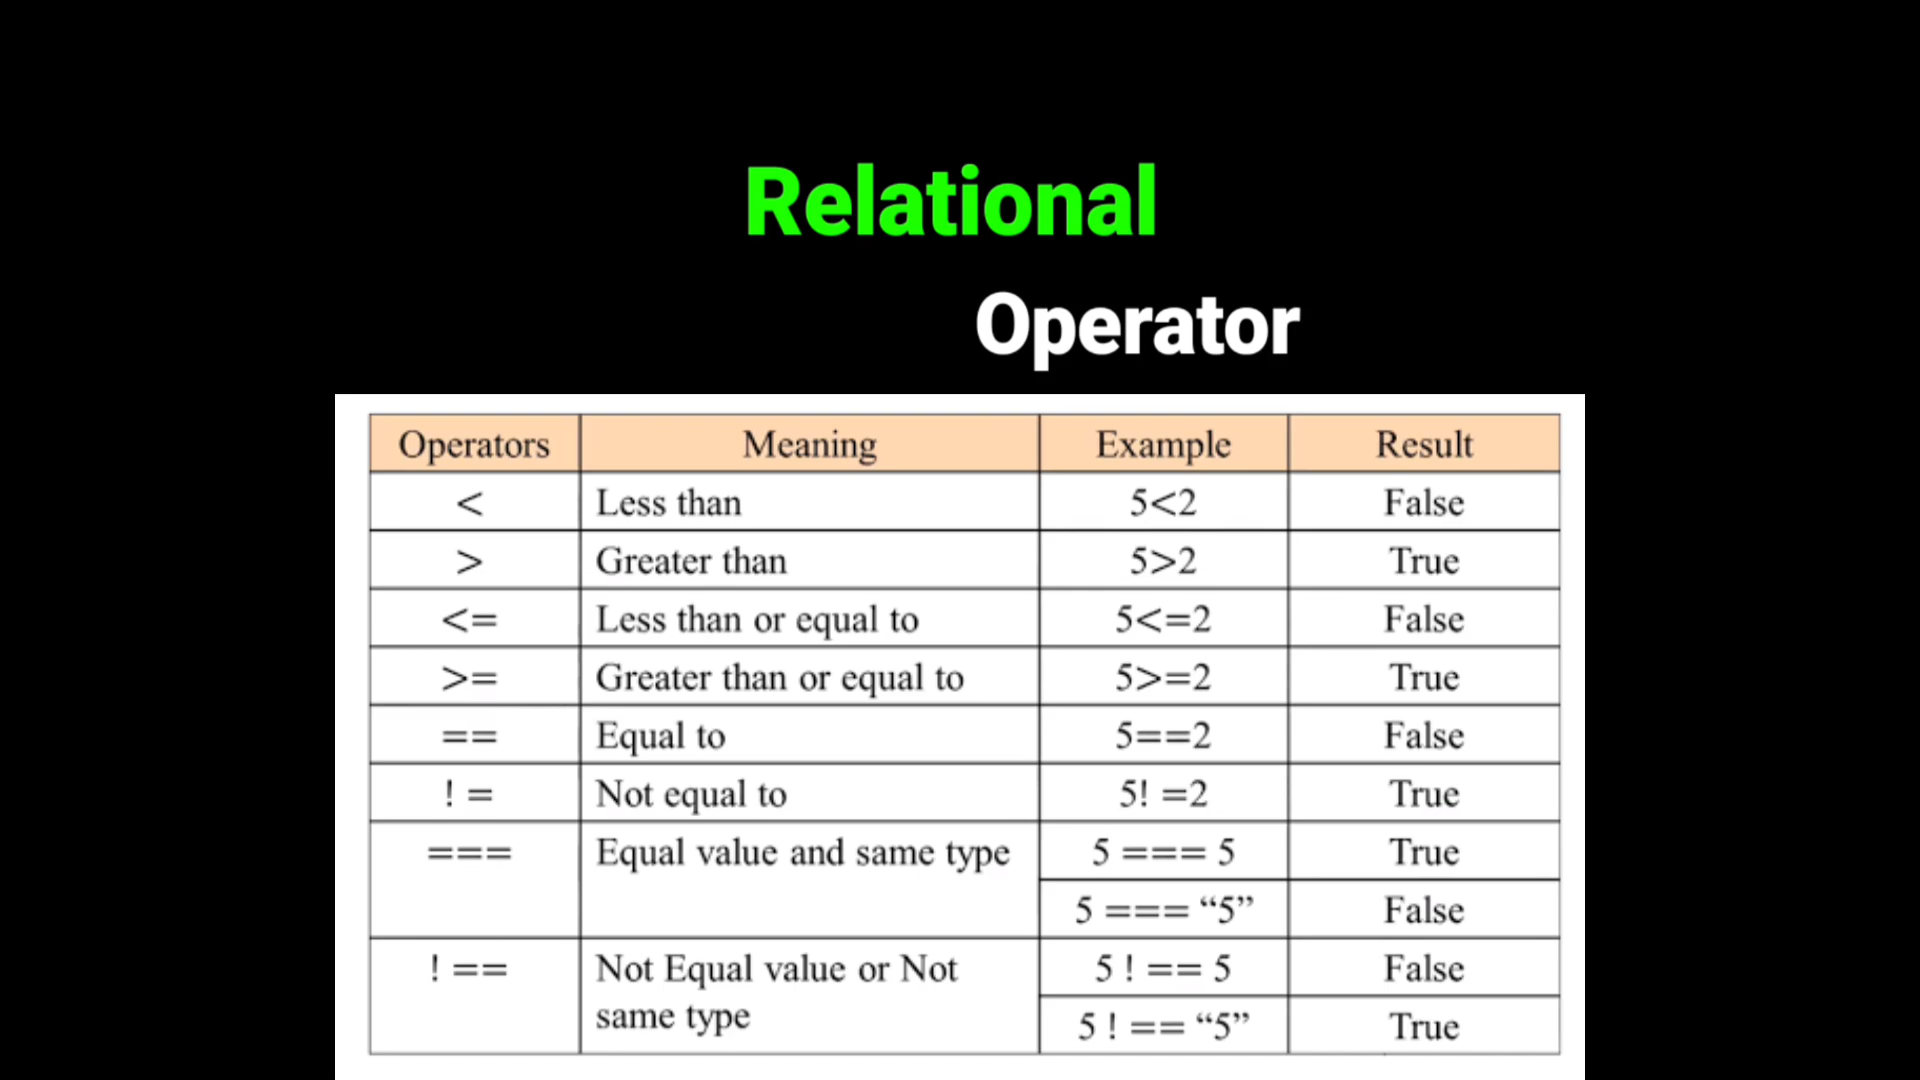 Relational
Operator
Operators Meaning Example Result
< Less than 5<2 False
> Greater than 5>2 True
<= Less than or equal to 5<=2 False
>= Greater than or equal to 5>=2 True
== Equal to 5==2 False
! = Not equal to 5! =2 True
=== Equal value and same type 5 === 5 True
5 === “5” False
! == Not Equal value or Not 5 ! == 5 False
same type 5 ! == “5” True